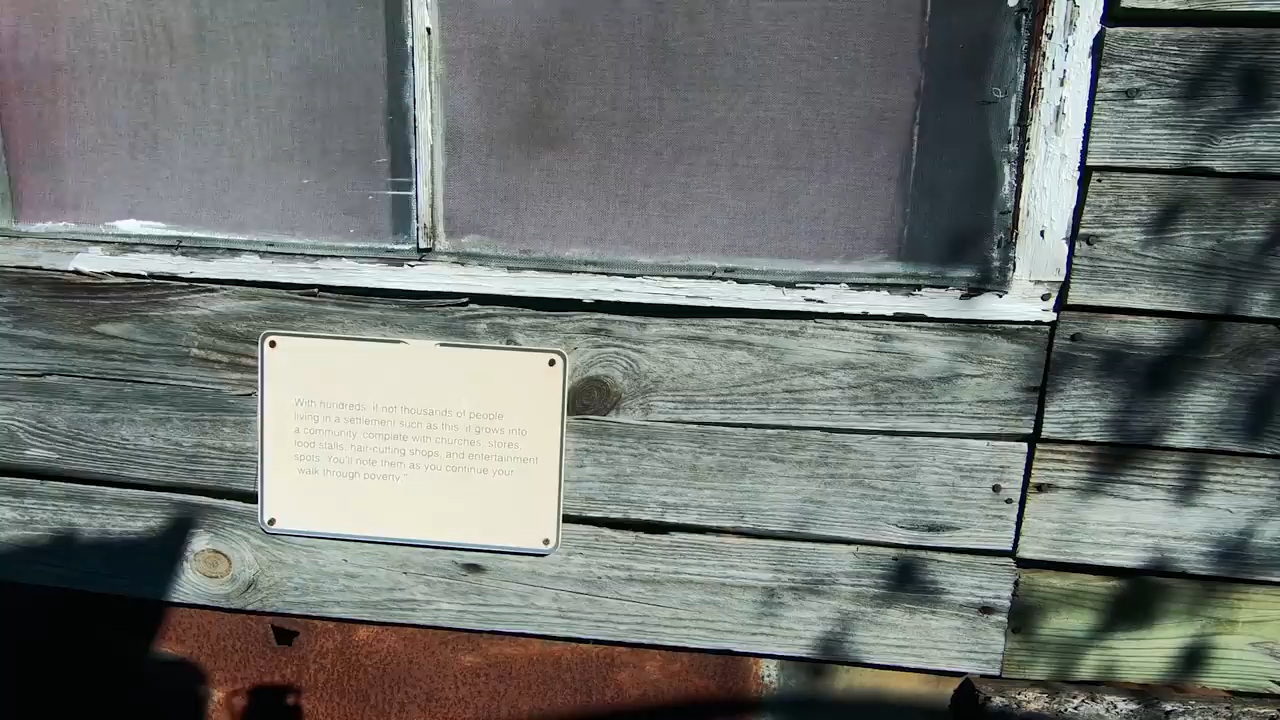 With hundreds, if not thousands of people
living in a settlement such as this, it grows into
a community, complete with churches, stores,
food stalls, hair-cutting shops, and entertainment
spots. You'll note them as you continue your
walk through poverty."